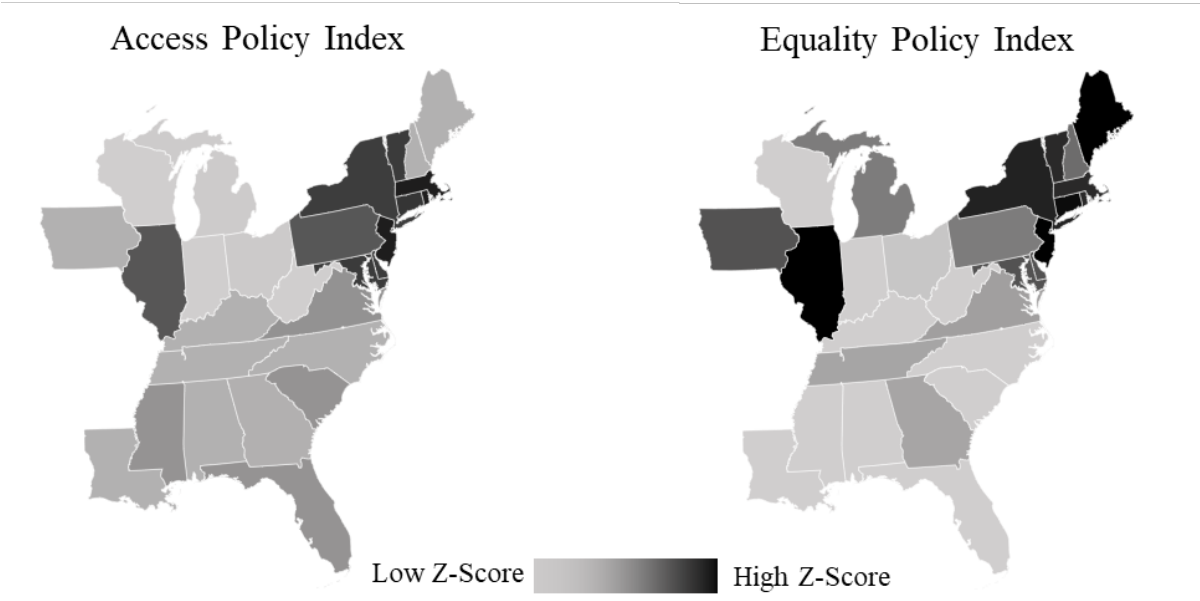 Access Policy Index
Equality Policy Index
Low Z-Score
High Z-Score